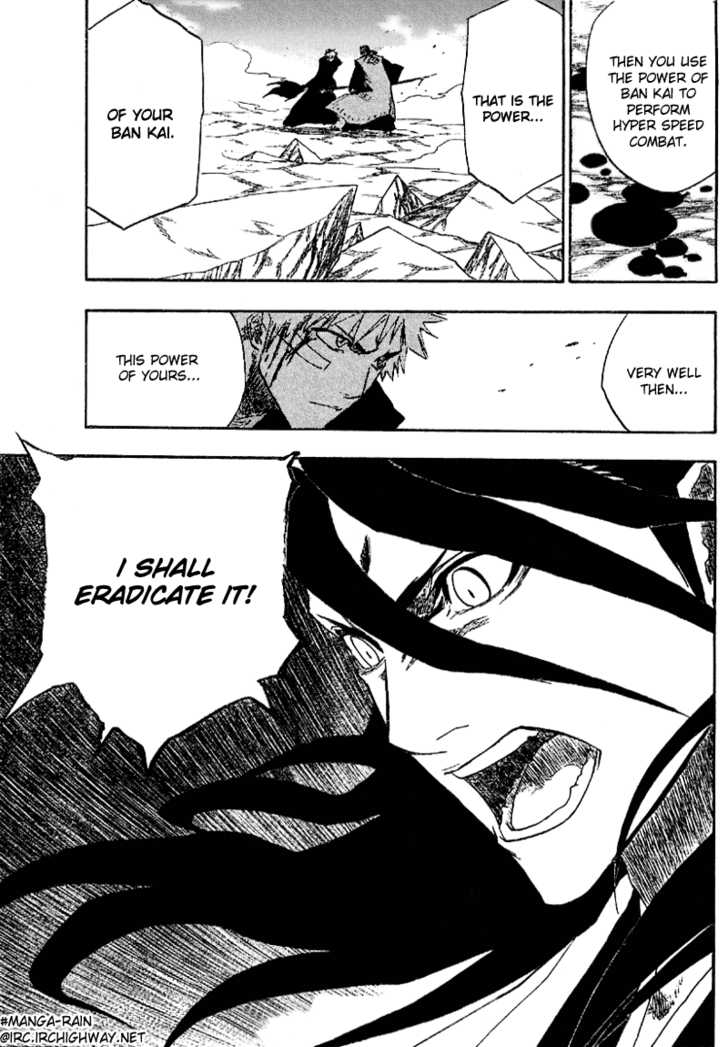 THEN YOU USE
THE POWER OF
BAN KAI TO
PERFORM
HYPER SPEED
COMBAT.
THAT IS THE
POWER...
OF YOUR
BAN KAI.
VERY WELL
THEN...
THIS POWER
OF YOURS...
I SHALL
ERADICATE IT!
#MANGA-RAIN
@IRC.IRCHIGHWAY.NET